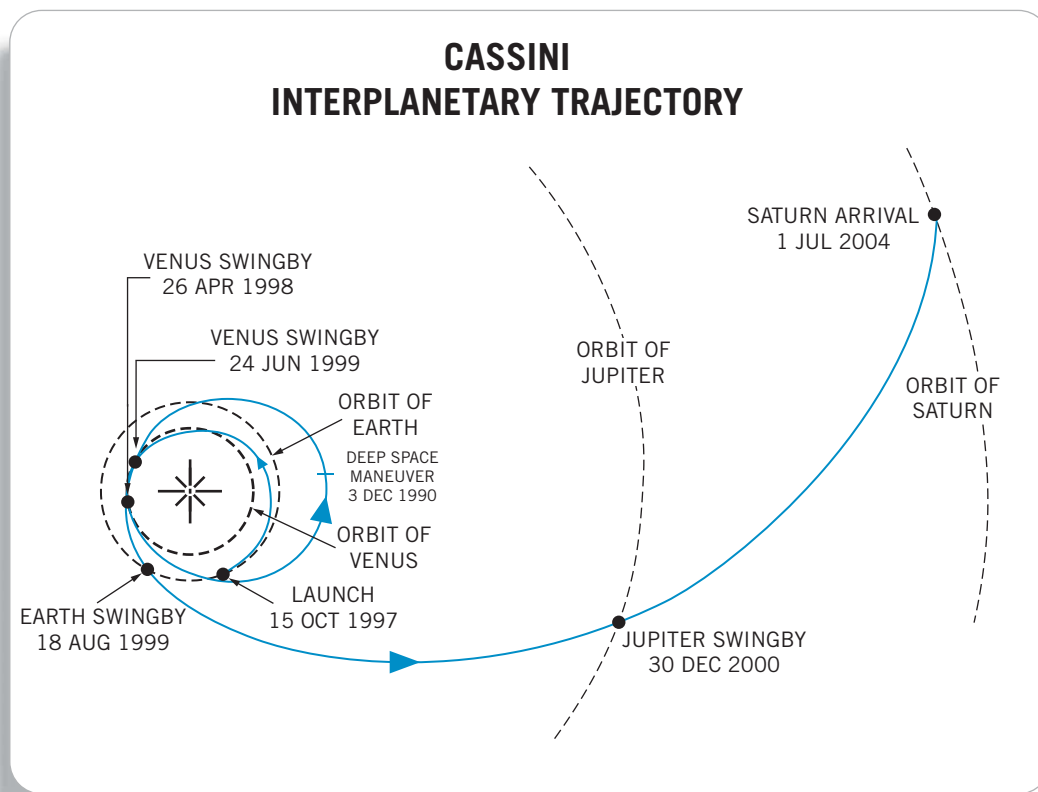 CASSINI
INTERPLANETARY TRAJECTORY
SATURN ARRIVAL
1 JUL 2004
VENUS SWINGBY
26 APR 1998
VENUS SWINGBY
24 JUN 1999
ORBIT OF
JUPITER
ORBIT OF
SATURN
ORBIT OF
EARTH
DEEP SPACE
MANEUVER
3 DEC 1990
ORBIT OF
VENUS
LAUNCH
15 OCT 1997
EARTH SWINGBY
18 AUG 1999
JUPITER SWINGBY
30 DEC 2000